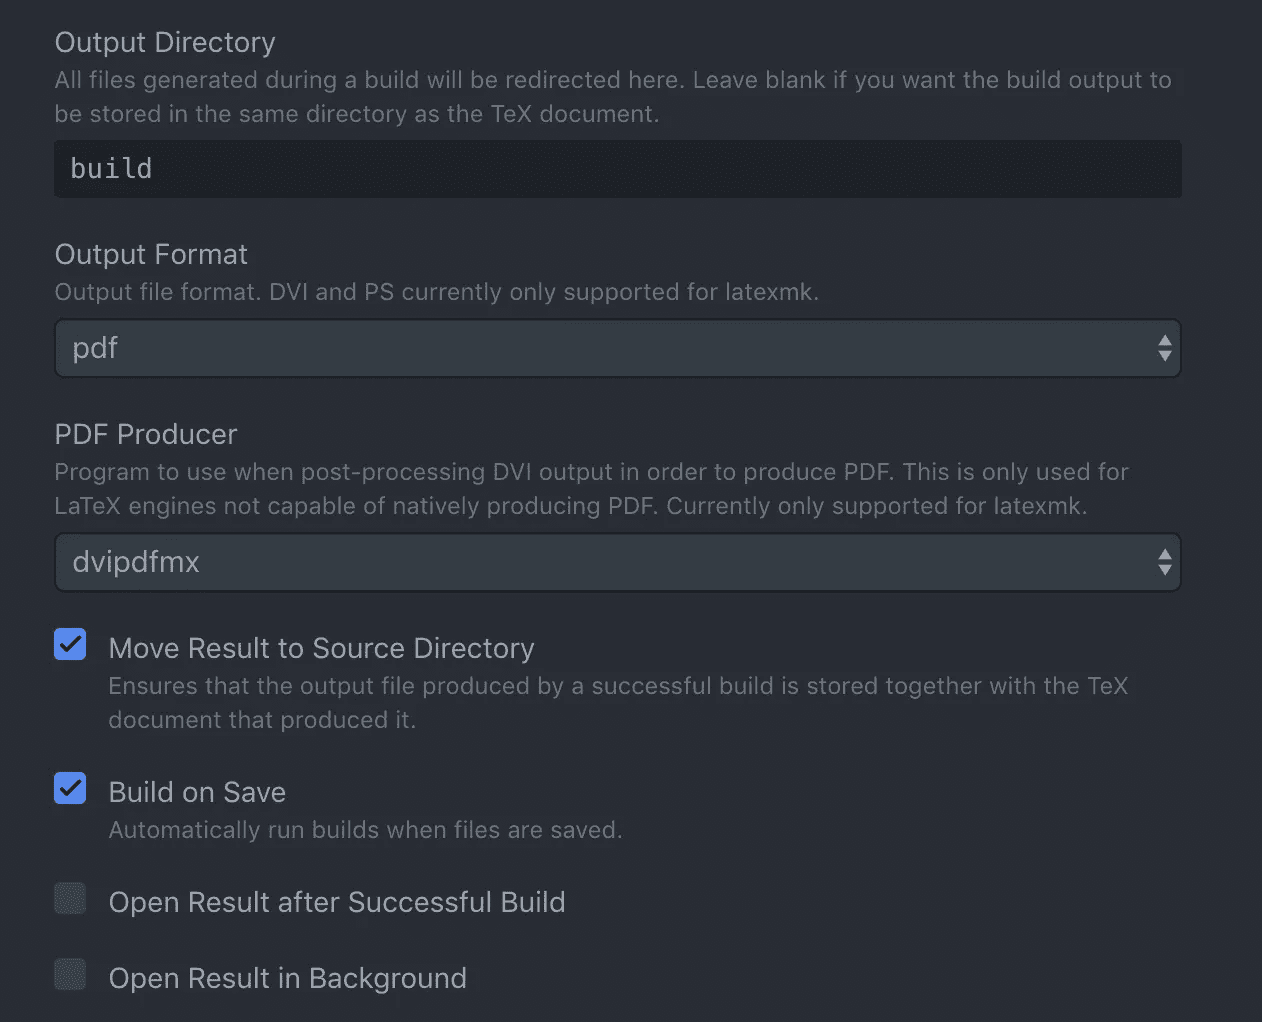 Output Directory
All files generated during a build will be redirected here. Leave blank if you want the build output to
be stored in the same directory as the TeX document.
build
Output Format
Output file format. DVI and PS currently only supported for latexmk.
pdf
PDF Producer
Program to use when post-processing DVI output in order to produce PDF. This is only used for
LaTeX engines not capable of natively producing PDF. Currently only supported for latexmk.
dvipdfmx
Move Result to Source Directory
Ensures that the output file produced by a successful build is stored together with the TeX
document that produced it.
Build on Save
Automatically run builds when files are saved.
Open Result after Successful Build
Open Result in Background